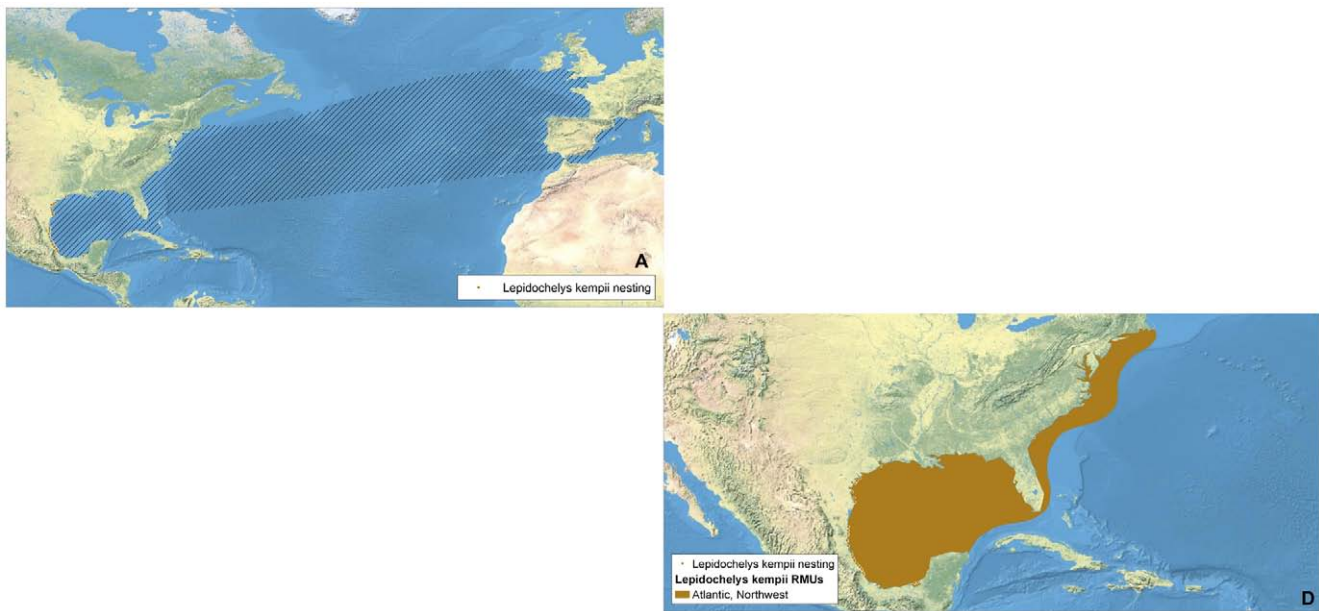 A
Lepidochelys kempii nesting
Lepidochelys kempii nesting
Lepidochelys kempii RMUs
Atlantic, Northwest
D